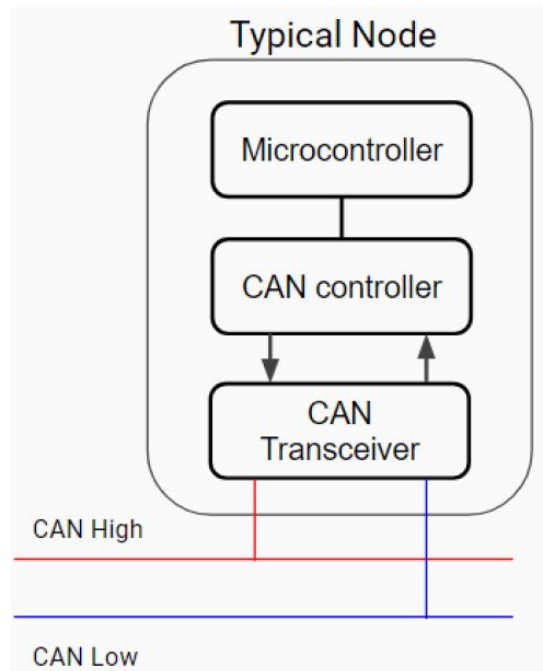 Typical Node
Microcontroller
CAN controller
CAN
Transceiver
CAN High
CAN Low